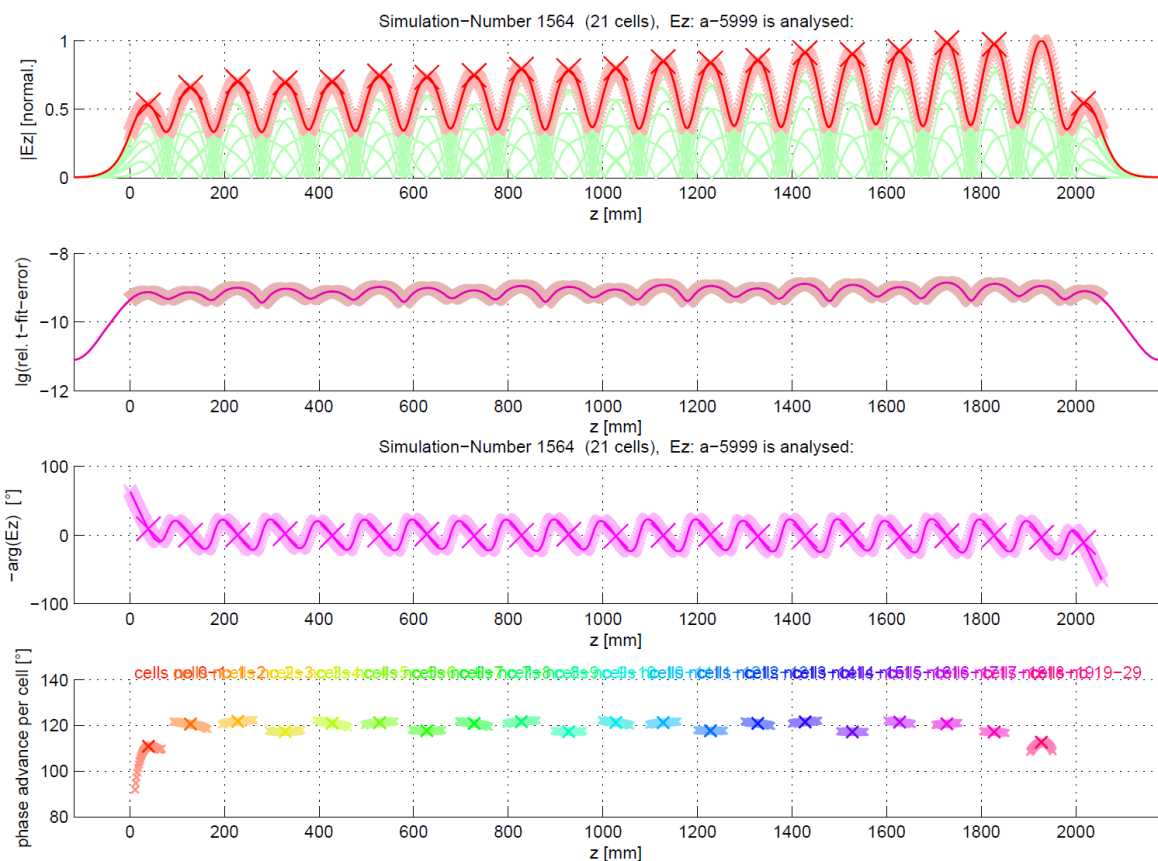 Simulation−Number 1564 (21 cells), Ez: a−5999 is analysed:
|Ez| [normal.]
1
0.5
0
0 200 400 600 800 1000 1200 1400 1600 1800 2000
z [mm]
lg(rel. t−fit−error)
−8
−10
−12
0 200 400 600 800 1000 1200 1400 1600 1800 2000
z [mm]
Simulation−Number 1564 (21 cells), Ez: a−5999 is analysed:
−arg(Ez) [°]
100
0
−100
0 200 400 600 800 1000 1200 1400 1600 1800 2000
z [mm]
phase advance per cell [°]
cells
140
120
100
80
0 200 400 600 800 1000 1200 1400 1600 1800 2000
z [mm]